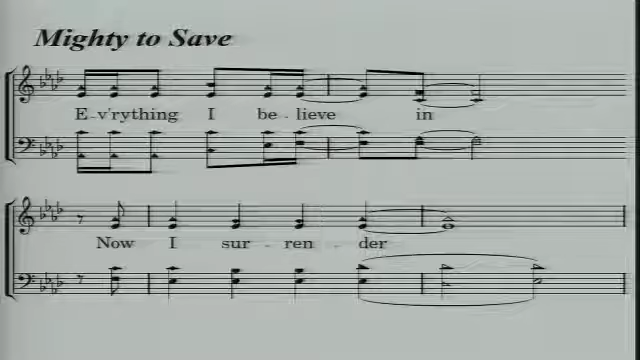 Mighty to Save
E-v'rything I be-lieve in
Now I sur-ren-der